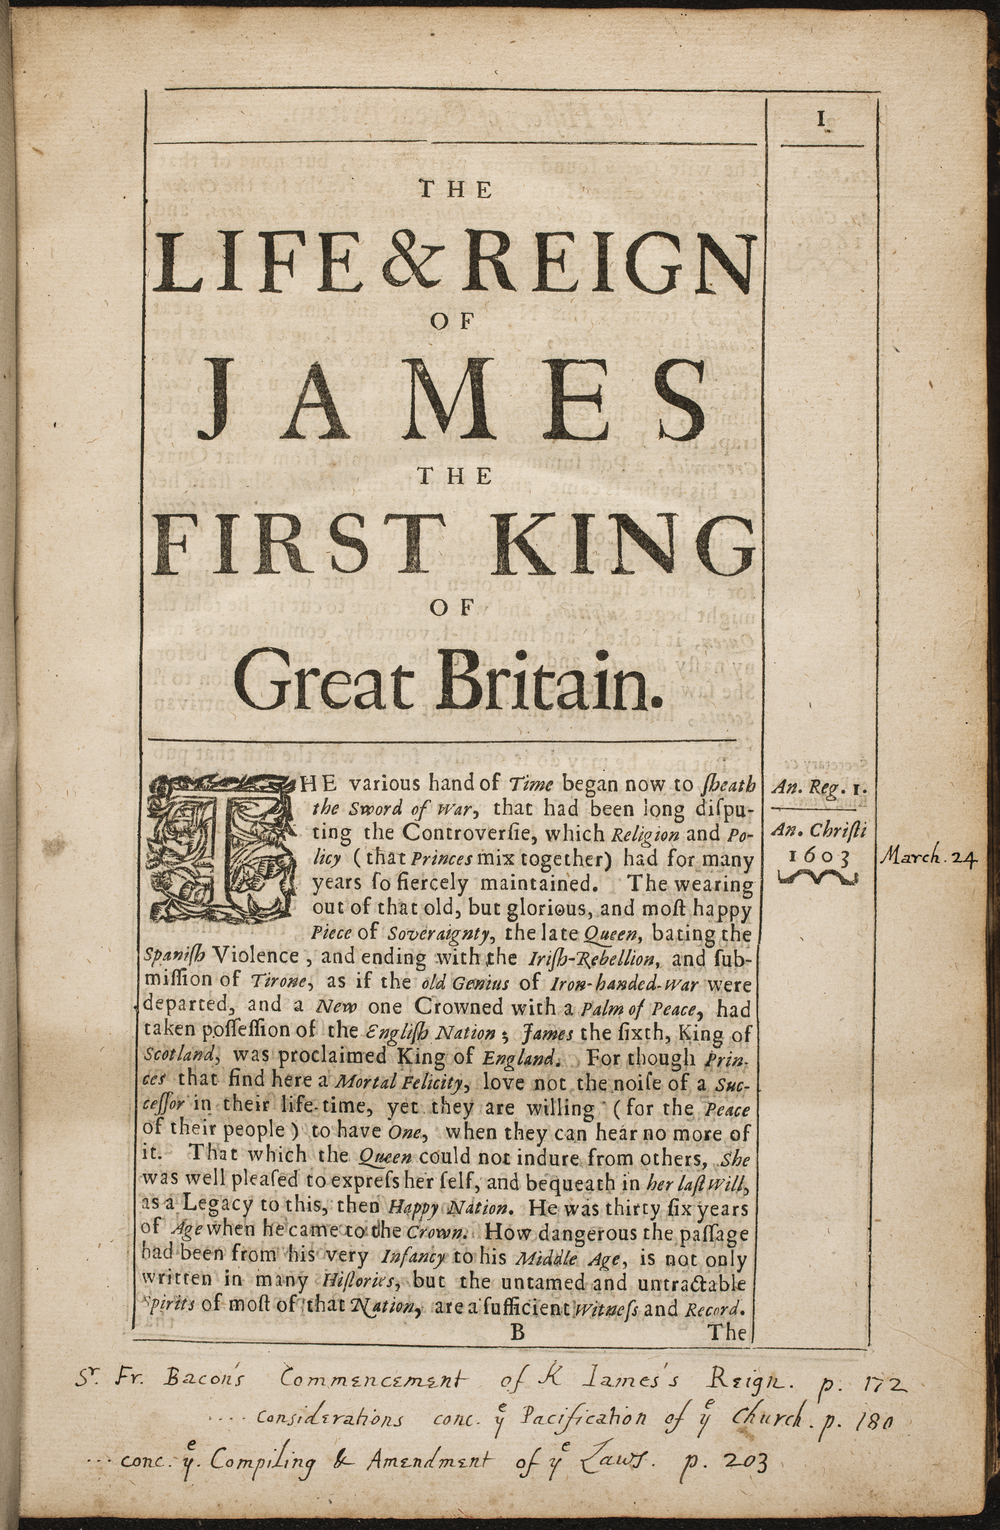 I
THE
LIFE & REIGN
OF
JAMES
THE
FIRST KING
OF
Great Britain.
THE various hand of Time began now to ſheath
the Sword of War, that had been long diſpu-
ting the Controverſie, which Religion and Po-
licy (that Princes mix together) had for many
years ſo fiercely maintained. The wearing
out of that old, but glorious, and moſt happy
Piece of Soveraignty, the late Queen, bating the
Spaniſh Violence, and ending with the Iriſh-Rebellion, and ſub-
miſſion of Tirone, as if the old Genius of Iron-handed-War were
departed, and a New one Crowned with a Palm of Peace, had
taken poſſeſſion of the Engliſh Nation; James the ſixth, King of
Scotland, was proclaimed King of England. For though Prin-
ces that find here a Mortal Felicity, love not the noiſe of a Suc-
ceſſor in their life-time, yet they are willing (for the Peace
of their people) to have One, when they can hear no more of
it. That which the Queen could not indure from others, She
was well pleaſed to expreſs her ſelf, and bequeath in her laſt Will,
as a Legacy to this, then Happy Nation. He was thirty ſix years
of Age when he came to the Crown. How dangerous the paſſage
had been from his very Infancy to his Middle Age, is not only
written in many Hiſtories, but the untamed and untractable
Spirits of moſt of that Nation, are a ſufficient Witneſs and Record.
B The
An. Reg. 1.
An. Chriſti
1603
March. 24
Sr. Fr. Bacon's Commencement of K Iames's Reign. p. 172
.... Considerations conc. ye Pacification of ye Church. p. 180
... conc. ye. Compiling & Amendment of ye Laws. p. 203